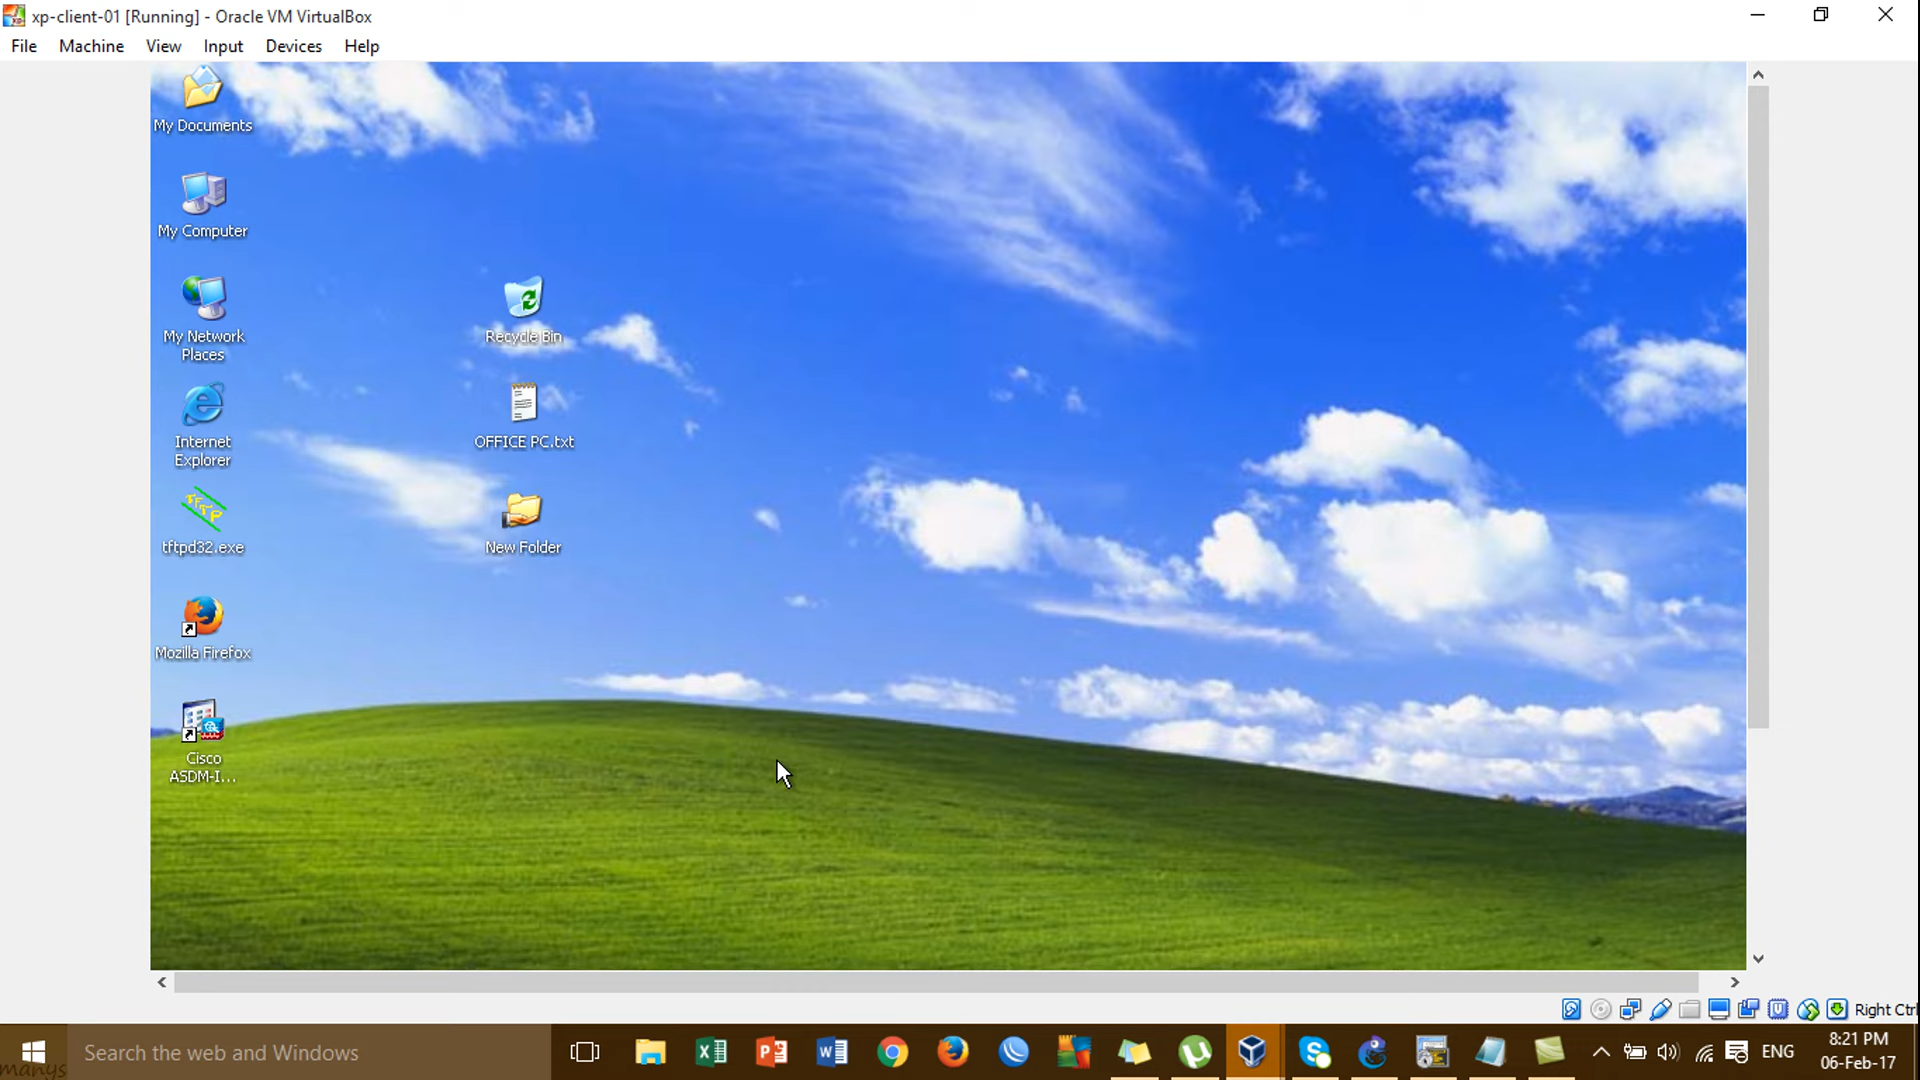 xp-client-01 [Running] - Oracle VM VirtualBox
File Machine View Input Devices Help
My Documents
My Computer
My Network
Places
Recycle Bin
Internet
Explorer
OFFICE PC.txt
tftpd32.exe
New Folder
Mozilla Firefox
Cisco
ASDM-I...
Right Ctrl
Search the web and Windows
manys
ENG
8:21 PM
06-Feb-17